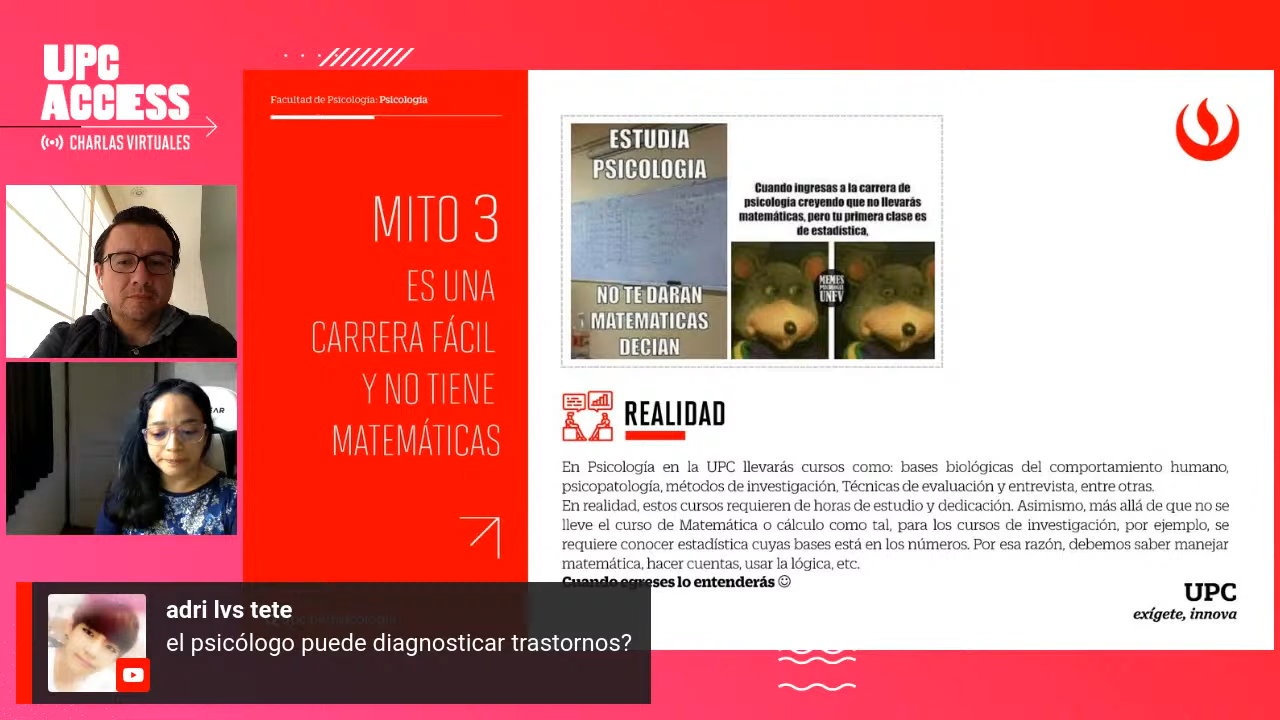 UPC
ACCESS
CHARLAS VIRTUALES
Facultad de Psicología: Psicología
MITO 3
ES UNA
CARRERA FÁCIL
Y NO TIENE
MATEMÁTICAS
ESTUDIA
PSICOLOGIA
NO TE DARAN
MATEMATICAS
DECIAN
Cuando ingresas a la carrera de
psicología creyendo que no llevarás
matemáticas, pero tu primera clase es
de estadística,
MEMES
PSICOLOGIA
UNFV
REALIDAD
En Psicología en la UPC llevarás cursos como: bases biológicas del comportamiento humano,
psicopatología, métodos de investigación, Técnicas de evaluación y entrevista, entre otras.
En realidad, estos cursos requieren de horas de estudio y dedicación. Asimismo, más allá de que no se
lleve el curso de Matemática o cálculo como tal, para los cursos de investigación, por ejemplo, se
requiere conocer estadística cuyas bases está en los números. Por esa razón, debemos saber manejar
matemática, hacer cuentas, usar la lógica, etc.
Cuando egreses lo entenderás ☺
UPC
exígete, innova
adri lvs tete
el psicólogo puede diagnosticar trastornos?